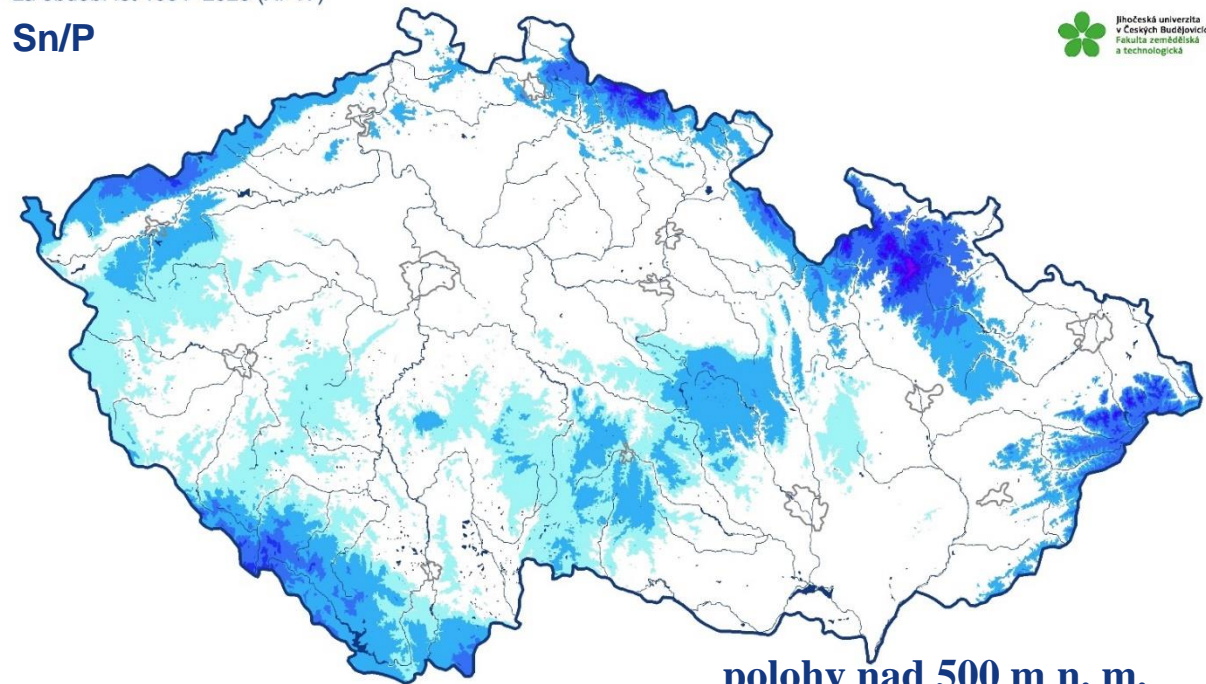 Sn/P
Jihočeská univerzita
v Českých Budějovicích
Fakulta zemědělská
a technologická
polohy nad 500 m n. m.